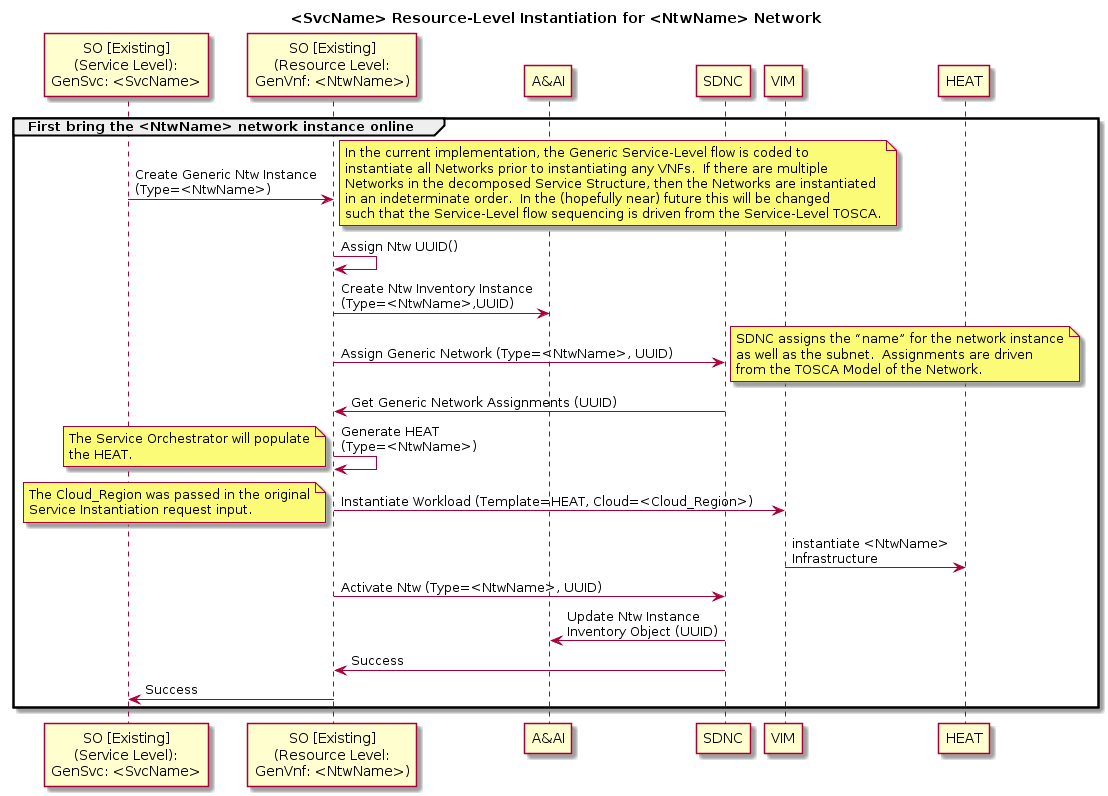 <SvcName> Resource-Level Instantiation for <NtwName> Network
SO [Existing]
(Service Level):
GenSvc: <SvcName>
SO [Existing]
(Resource Level:
GenVnf: <NtwName>)
A&AI
SDNC
VIM
HEAT
First bring the <NtwName> network instance online
In the current implementation, the Generic Service-Level flow is coded to
instantiate all Networks prior to instantiating any VNFs.  If there are multiple
Networks in the decomposed Service Structure, then the Networks are instantiated
in an indeterminate order.  In the (hopefully near) future this will be changed
such that the Service-Level flow sequencing is driven from the Service-Level TOSCA.
Create Generic Ntw Instance
(Type=<NtwName>)
Assign Ntw UUID()
Create Ntw Inventory Instance
(Type=<NtwName>,UUID)
SDNC assigns the “name” for the network instance
as well as the subnet.  Assignments are driven
from the TOSCA Model of the Network.
Assign Generic Network (Type=<NtwName>, UUID)
Get Generic Network Assignments (UUID)
The Service Orchestrator will populate
the HEAT.
Generate HEAT
(Type=<NtwName>)
The Cloud_Region was passed in the original
Service Instantiation request input.
Instantiate Workload (Template=HEAT, Cloud=<Cloud_Region>)
instantiate <NtwName>
Infrastructure
Activate Ntw (Type=<NtwName>, UUID)
Update Ntw Instance
Inventory Object (UUID)
Success
Success
SO [Existing]
(Service Level):
GenSvc: <SvcName>
SO [Existing]
(Resource Level:
GenVnf: <NtwName>)
A&AI
SDNC
VIM
HEAT